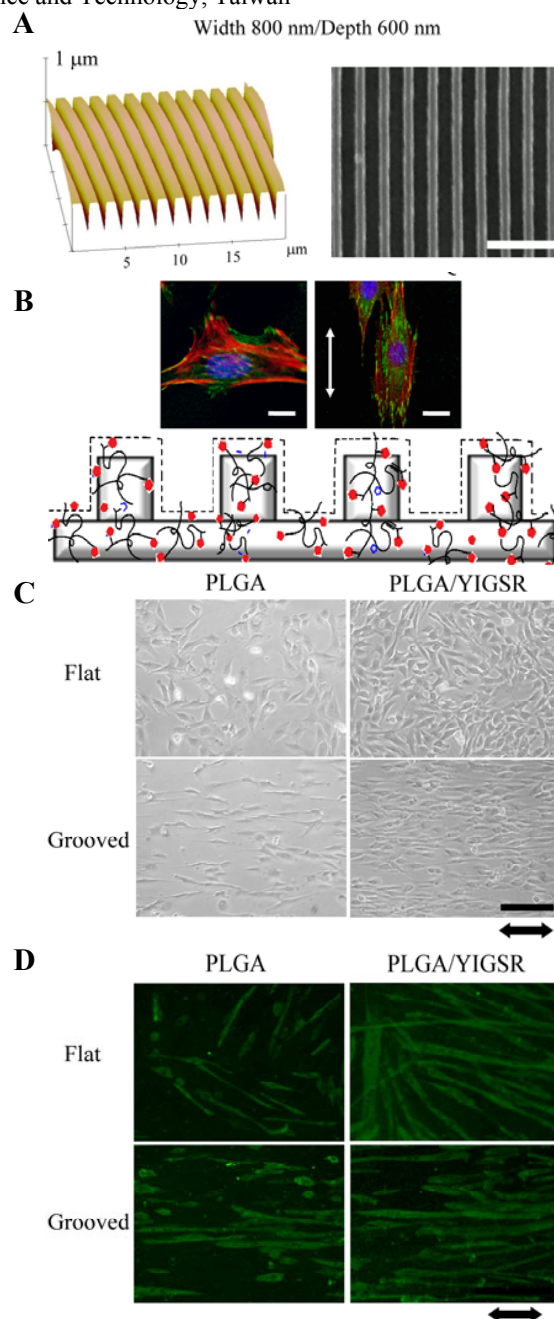 ce and Technology, Taiwan
A
Width 800 nm/Depth 600 nm
1 μm
5
10
15
μm
B
C
PLGA
PLGA/YIGSR
Flat
Grooved
D
PLGA
PLGA/YIGSR
Flat
Grooved